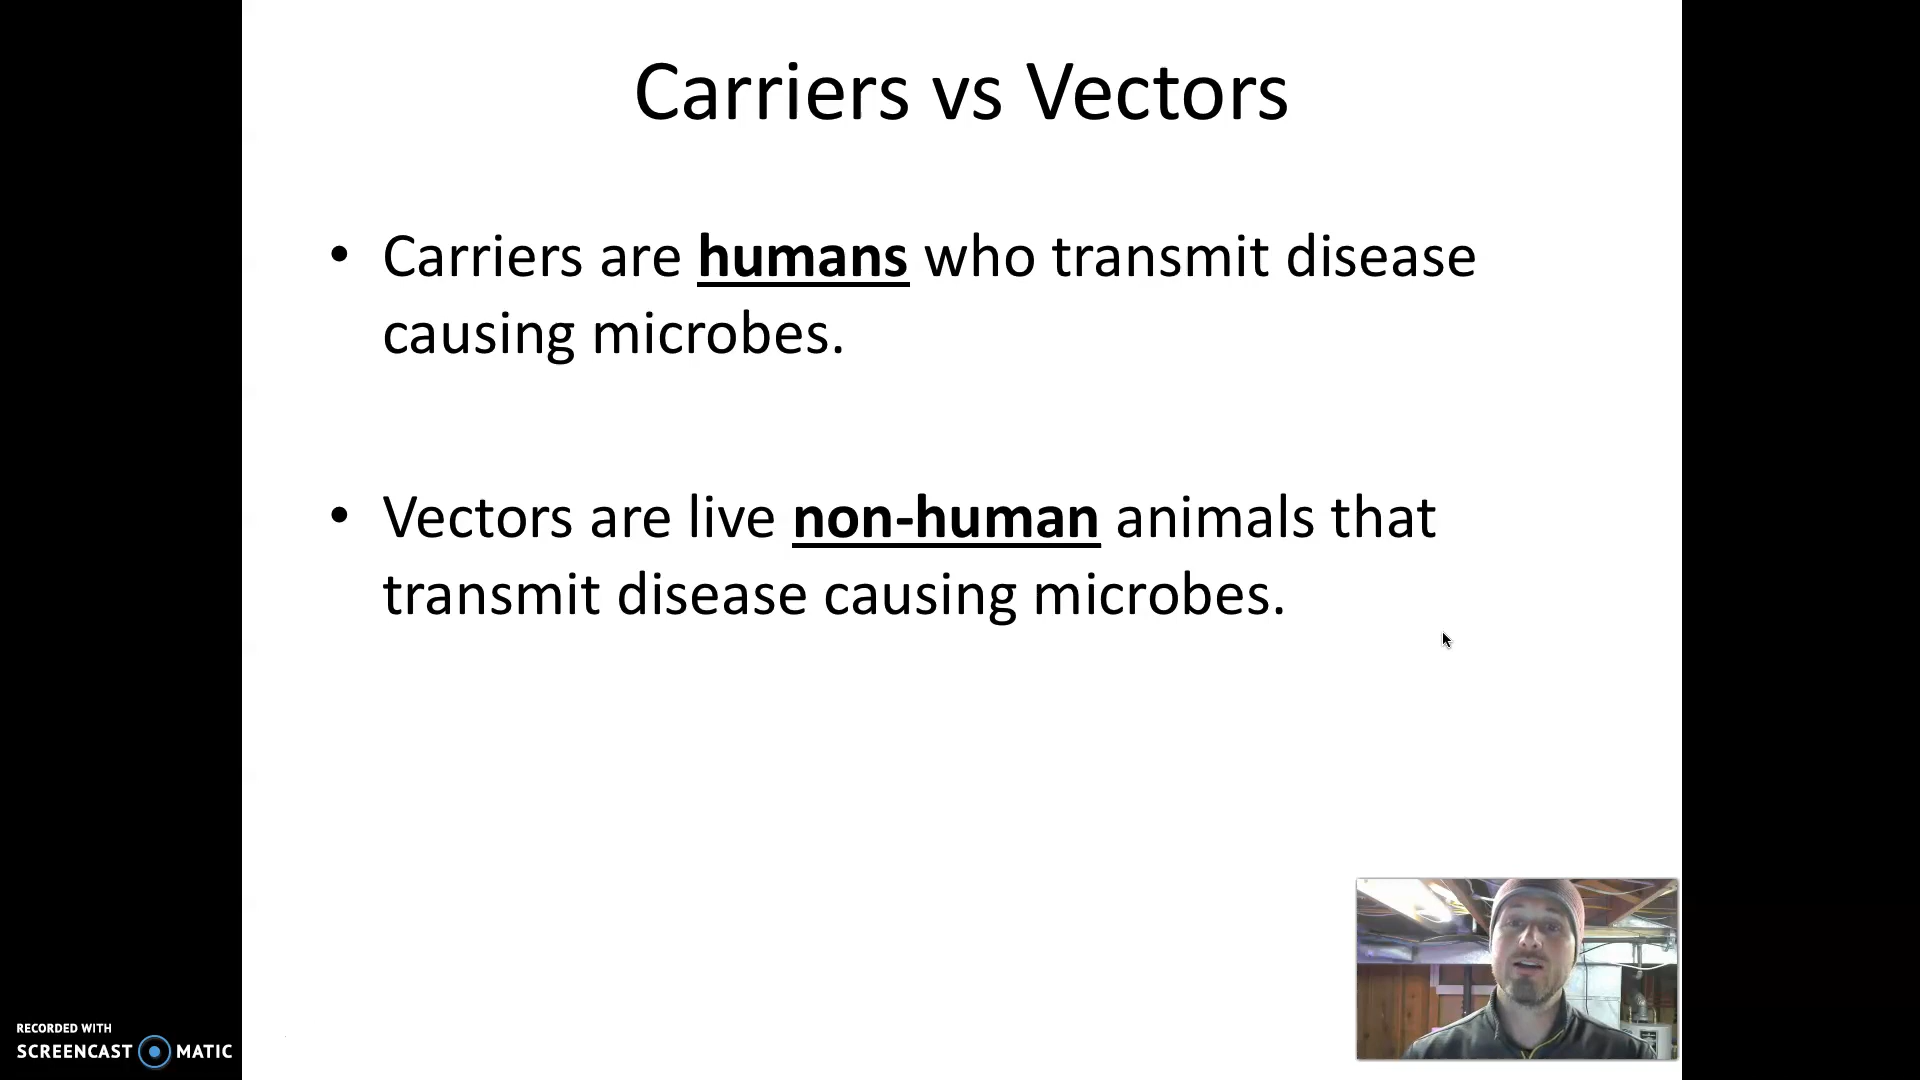 Carriers vs Vectors
• Carriers are humans who transmit disease
causing microbes.
• Vectors are live non-human animals that
transmit disease causing microbes.
RECORDED WITH
SCREENCAST MATIC